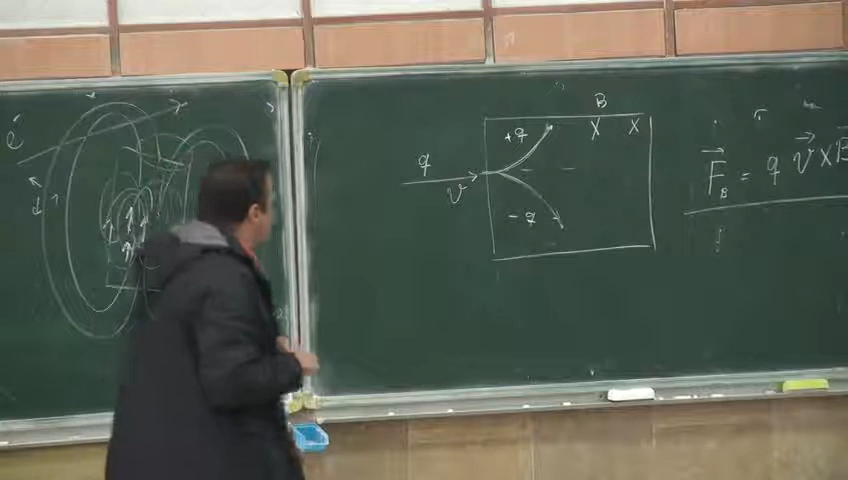 e
B
+q
X X
q
v
-q
F_B = q v X B